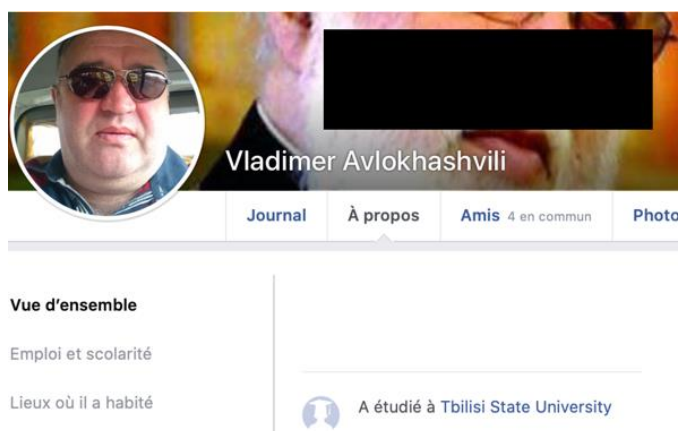 Vladimer Avlokhashvili
Journal À propos Amis 4 en commun Photo
Vue d'ensemble
Emploi et scolarité
Lieux où il a habité
A étudié à Tbilisi State University